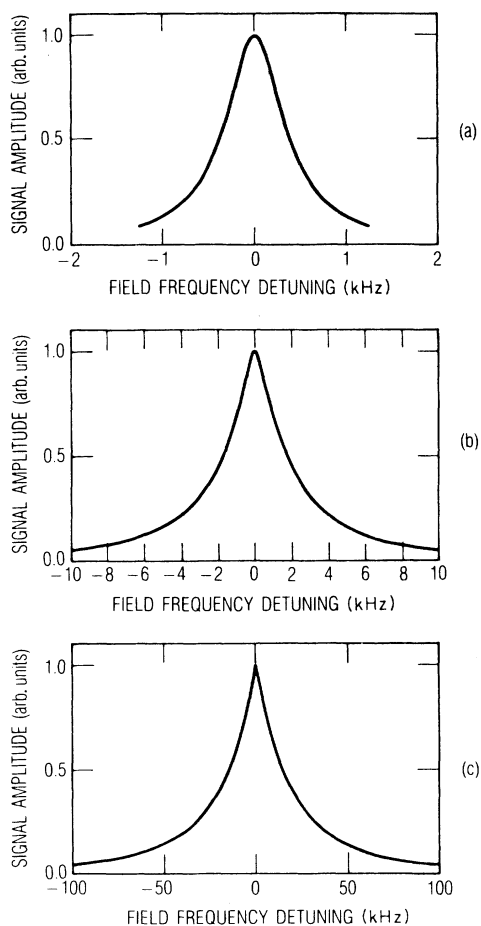 SIGNAL AMPLITUDE (arb. units)
1.0
0.5
0.0
−2 −1 0 1 2
FIELD FREQUENCY DETUNING (kHz)
(a)
SIGNAL AMPLITUDE (arb. units)
1.0
0.5
0.0
−10 −8 −6 −4 −2 0 2 4 6 8 10
FIELD FREQUENCY DETUNING (kHz)
(b)
SIGNAL AMPLITUDE (arb. units)
1.0
0.5
0.0
−100 −50 0 50 100
FIELD FREQUENCY DETUNING (kHz)
(c)